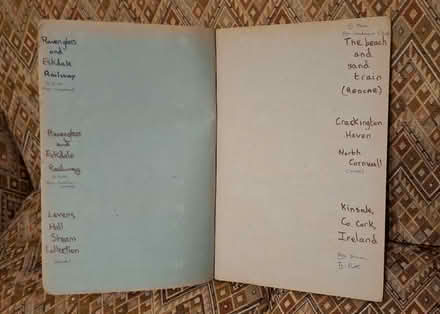 Ravenglass
and
Eskdale
Railway
Ravenglass
and
Eskdale
Railway
Levens
Hall
Steam
Collection
The beach
and
sand
train
(RESCAR)
Crackington
Haven
North
Cornwall
Kinsale,
Co. Cork,
Ireland